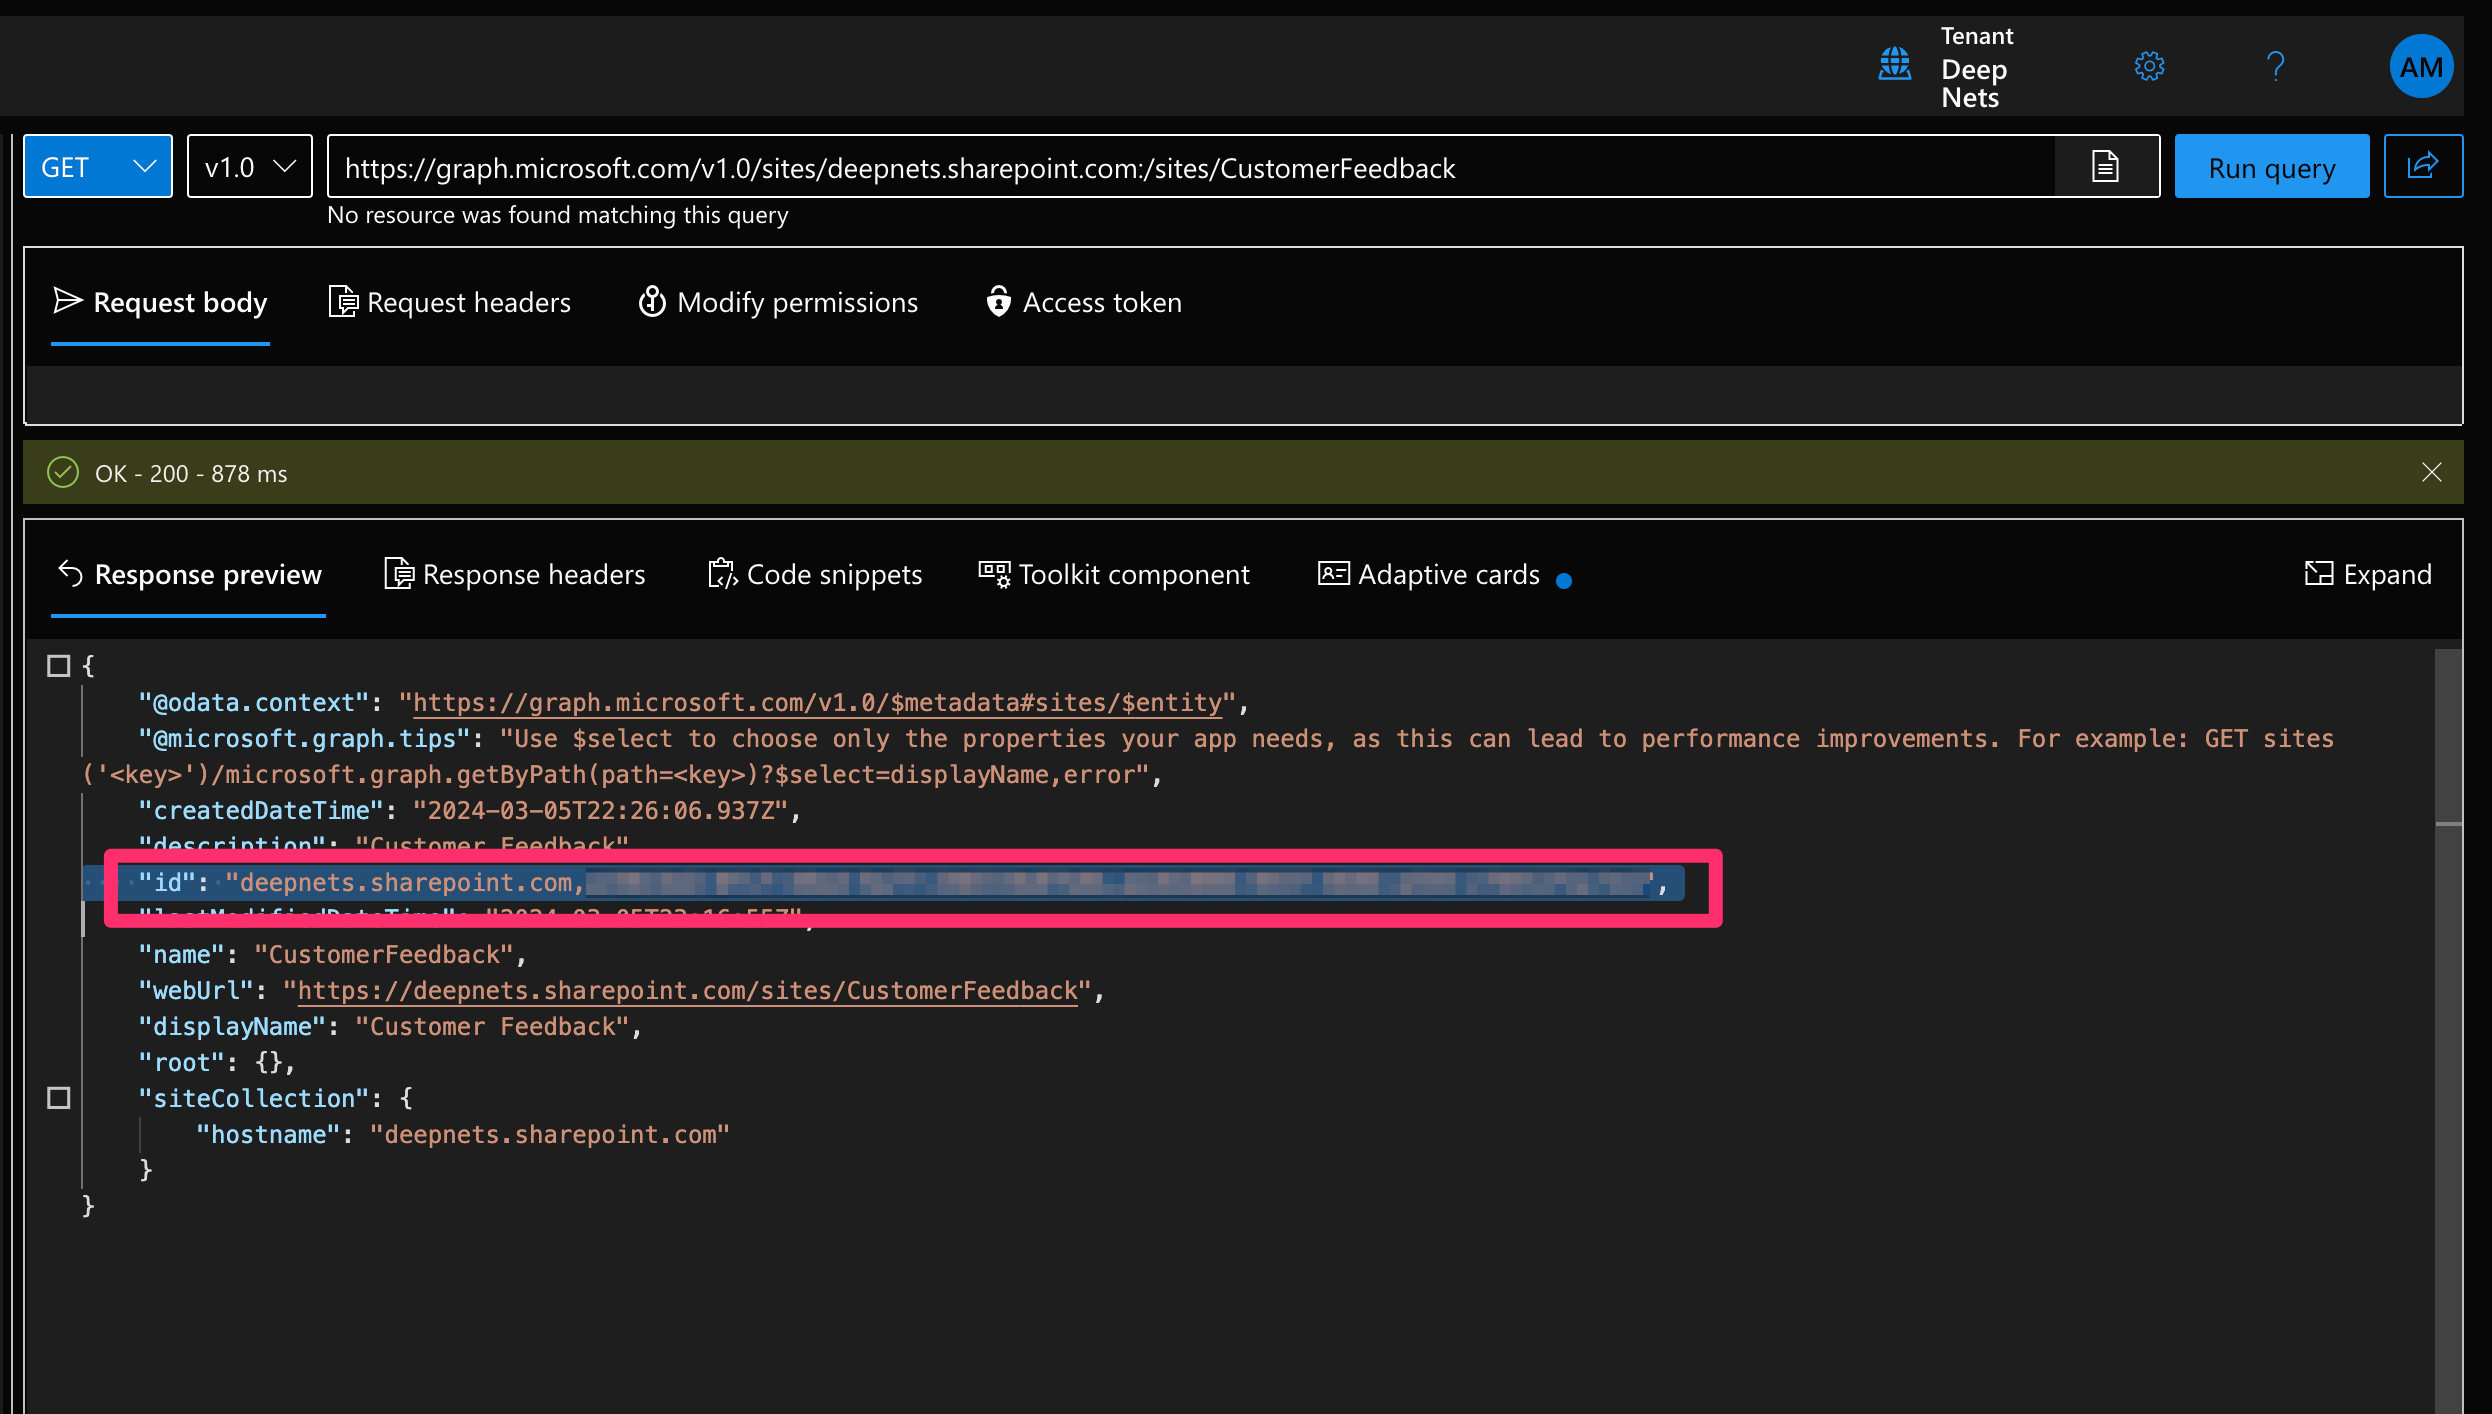 Tenant
Deep
Nets
?
AM
GET
v1.0
https://graph.microsoft.com/v1.0/sites/deepnets.sharepoint.com:/sites/CustomerFeedback
Run query
No resource was found matching this query
Request body
Request headers
Modify permissions
Access token
OK - 200 - 878 ms
Response preview
Response headers
Code snippets
Toolkit component
Adaptive cards
Expand
{
"@odata.context": "https://graph.microsoft.com/v1.0/$metadata#sites/$entity",
"@microsoft.graph.tips": "Use $select to choose only the properties your app needs, as this can lead to performance improvements. For example: GET sites
('<key>')/microsoft.graph.getByPath(path=<key>)?$select=displayName,error",
"createdDateTime": "2024-03-05T22:26:06.937Z",
"description": "Customer Feedback"
"id": "deepnets.sharepoint.com,
",
"lastModifiedDateTime": "2024-03-05T23:16:55Z",
"name": "CustomerFeedback",
"webUrl": "https://deepnets.sharepoint.com/sites/CustomerFeedback",
"displayName": "Customer Feedback",
"root": {},
"siteCollection": {
"hostname": "deepnets.sharepoint.com"
}
}